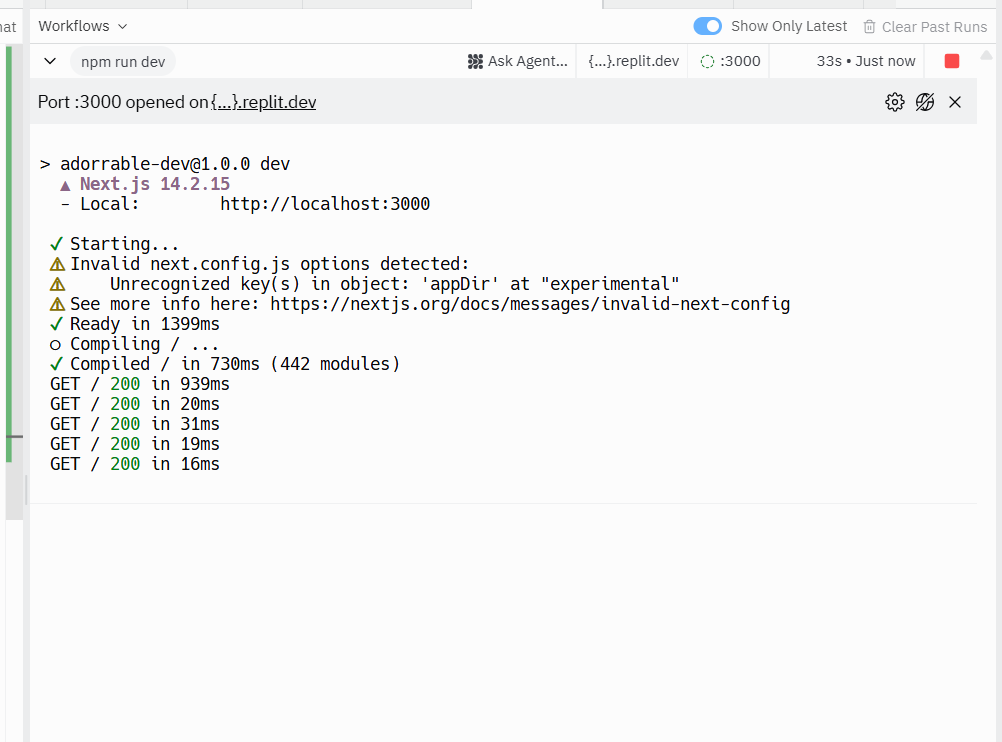 nat
Workflows Show Only Latest Clear Past Runs
npm run dev Ask Agent... {...}.replit.dev :3000 33s • Just now
Port :3000 opened on {...}.replit.dev
> adorrable-dev@1.0.0 dev
▲ Next.js 14.2.15
- Local: http://localhost:3000
✓ Starting...
⚠ Invalid next.config.js options detected:
⚠ Unrecognized key(s) in object: 'appDir' at "experimental"
⚠ See more info here: https://nextjs.org/docs/messages/invalid-next-config
✓ Ready in 1399ms
○ Compiling / ...
✓ Compiled / in 730ms (442 modules)
GET / 200 in 939ms
GET / 200 in 20ms
GET / 200 in 31ms
GET / 200 in 19ms
GET / 200 in 16ms